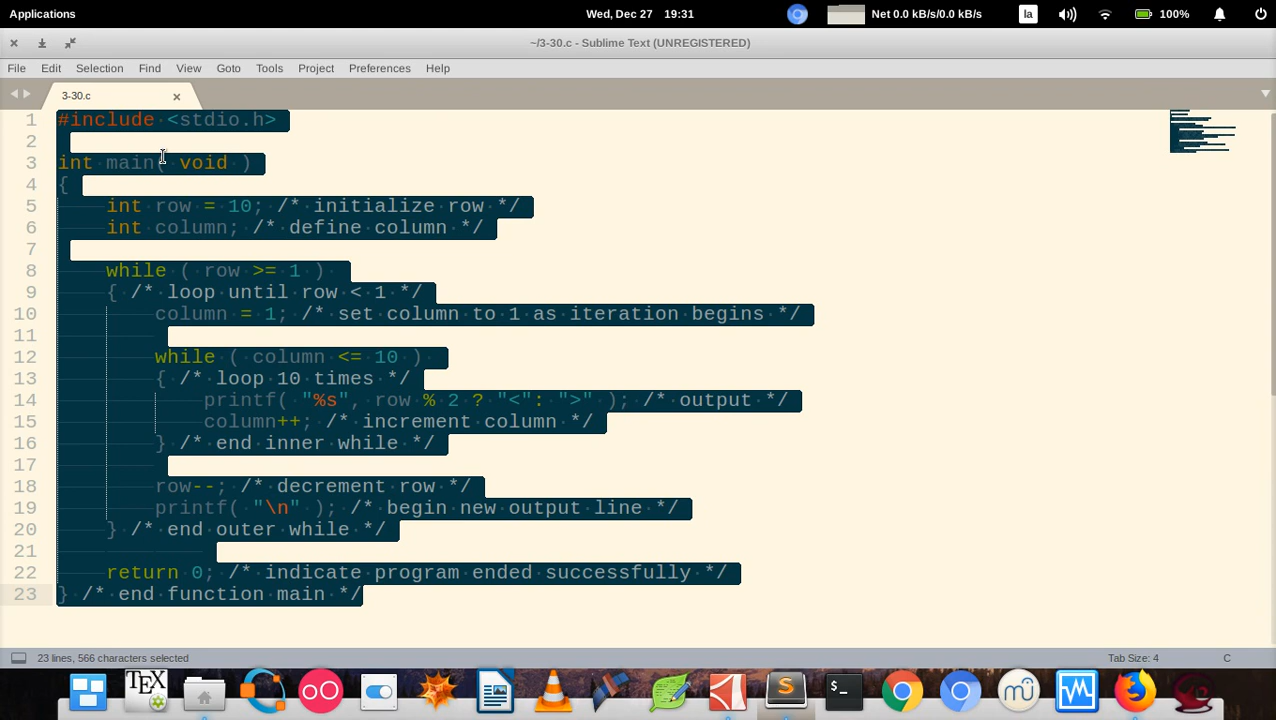 Applications
Wed, Dec 27 19:31
Net 0.0 kB/s/0.0 kB/s
la
100%
~/3-30.c - Sublime Text (UNREGISTERED)
File Edit Selection Find View Goto Tools Project Preferences Help
3-30.c
1 #include <stdio.h>
2
3 int main( void )
4 {
5 int row = 10; /* initialize row */
6 int column; /* define column */
7
8 while ( row >= 1 )
9 { /* loop until row < 1 */
10 column = 1; /* set column to 1 as iteration begins */
11
12 while ( column <= 10 )
13 { /* loop 10 times */
14 printf( "%s", row % 2 ? "<": ">" ); /* output */
15 column++; /* increment column */
16 } /* end inner while */
17
18 row--; /* decrement row */
19 printf( "\n" ); /* begin new output line */
20 } /* end outer while */
21
22 return 0; /* indicate program ended successfully */
23 } /* end function main */
23 lines, 566 characters selected
Tab Size: 4
C
TEX
S
>_
mu